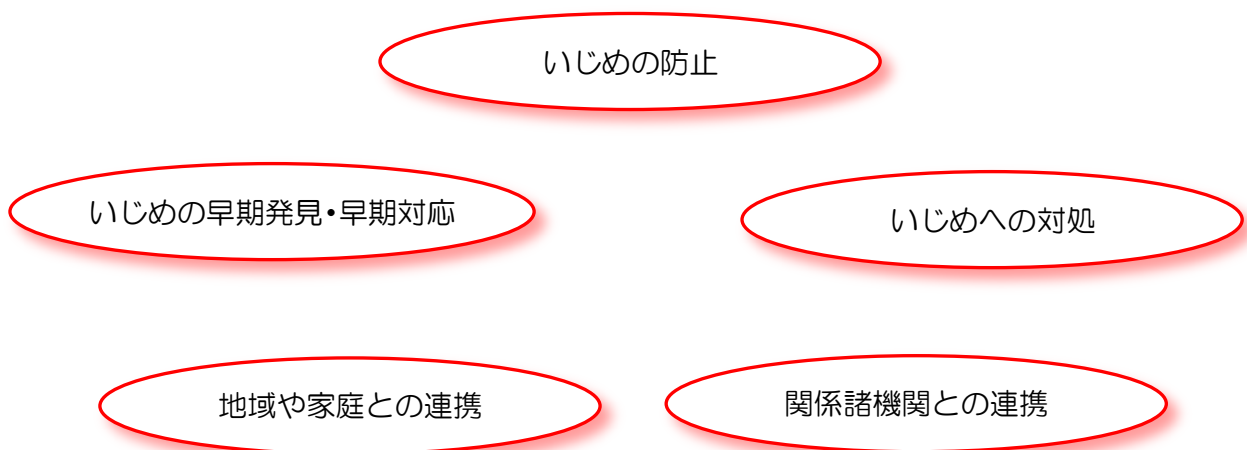 いじめの防止
いじめの早期発見・早期対応
いじめへの対処
地域や家庭との連携
関係諸機関との連携